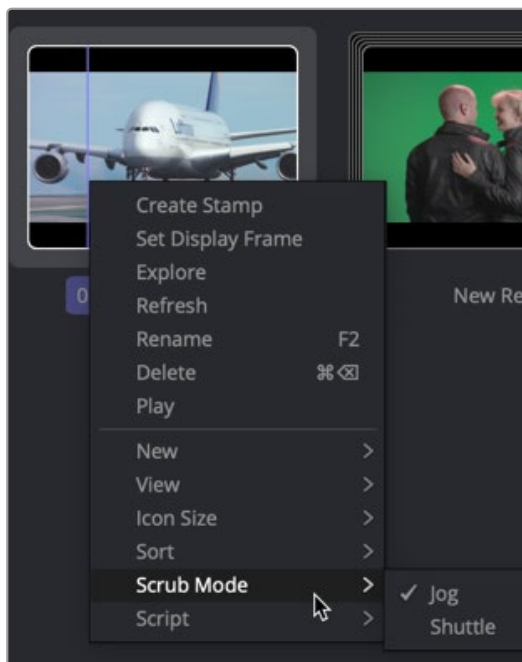 0
New Re
Create Stamp
Set Display Frame
Explore
Refresh
Rename F2
Delete ⌘⌫
Play
New >
View >
Icon Size >
Sort >
Scrub Mode >
Script >
✓ Jog
Shuttle